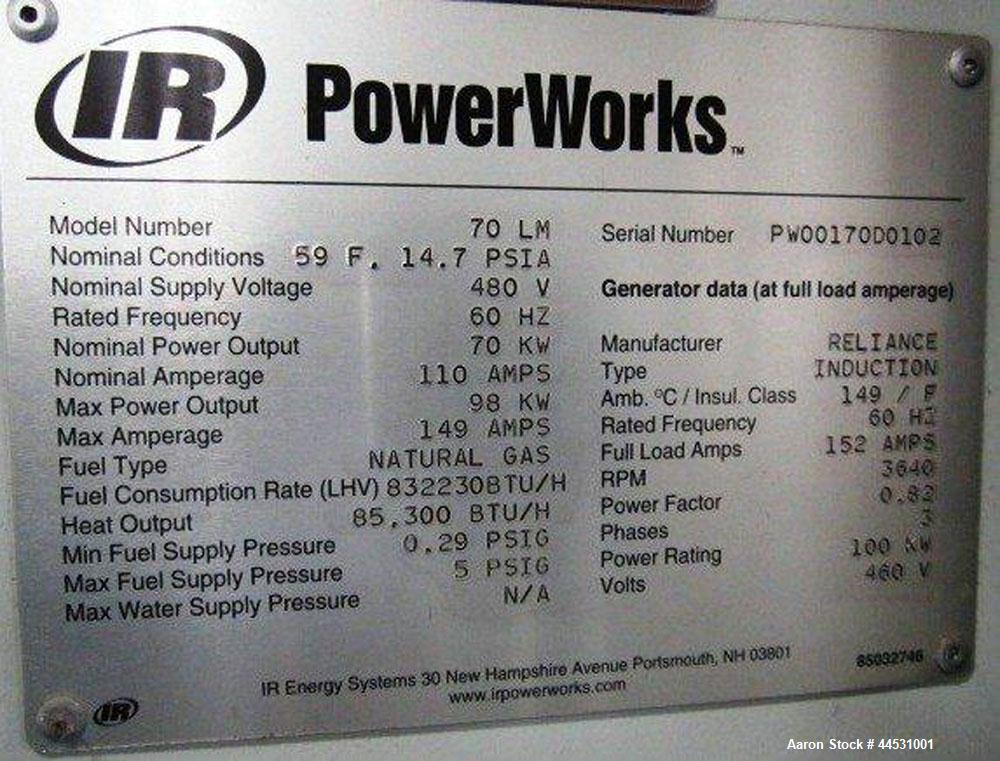 IR PowerWorks™
Model Number 70 LM
Nominal Conditions 59 F. 14.7 PSIA
Nominal Supply Voltage 480 V
Rated Frequency 60 HZ
Nominal Power Output 70 KW
Nominal Amperage 110 AMPS
Max Power Output 98 KW
Max Amperage 149 AMPS
Fuel Type NATURAL GAS
Fuel Consumption Rate (LHV) 832230BTU/H
Heat Output 85,300 BTU/H
Min Fuel Supply Pressure 0.29 PSIG
Max Fuel Supply Pressure 5 PSIG
Max Water Supply Pressure N/A
Serial Number PW00170D0102
Generator data (at full load amperage)
Manufacturer RELIANCE
Type INDUCTION
Amb. °C / Insul. Class 149 / F
Rated Frequency 60 HZ
Full Load Amps 152 AMPS
RPM 3640
Power Factor 0.82
Phases 3
Power Rating 100 KW
Volts 460 V
IR Energy Systems 30 New Hampshire Avenue Portsmouth, NH 03801
www.irpowerworks.com
85032746
IR
Aaron Stock # 44531001